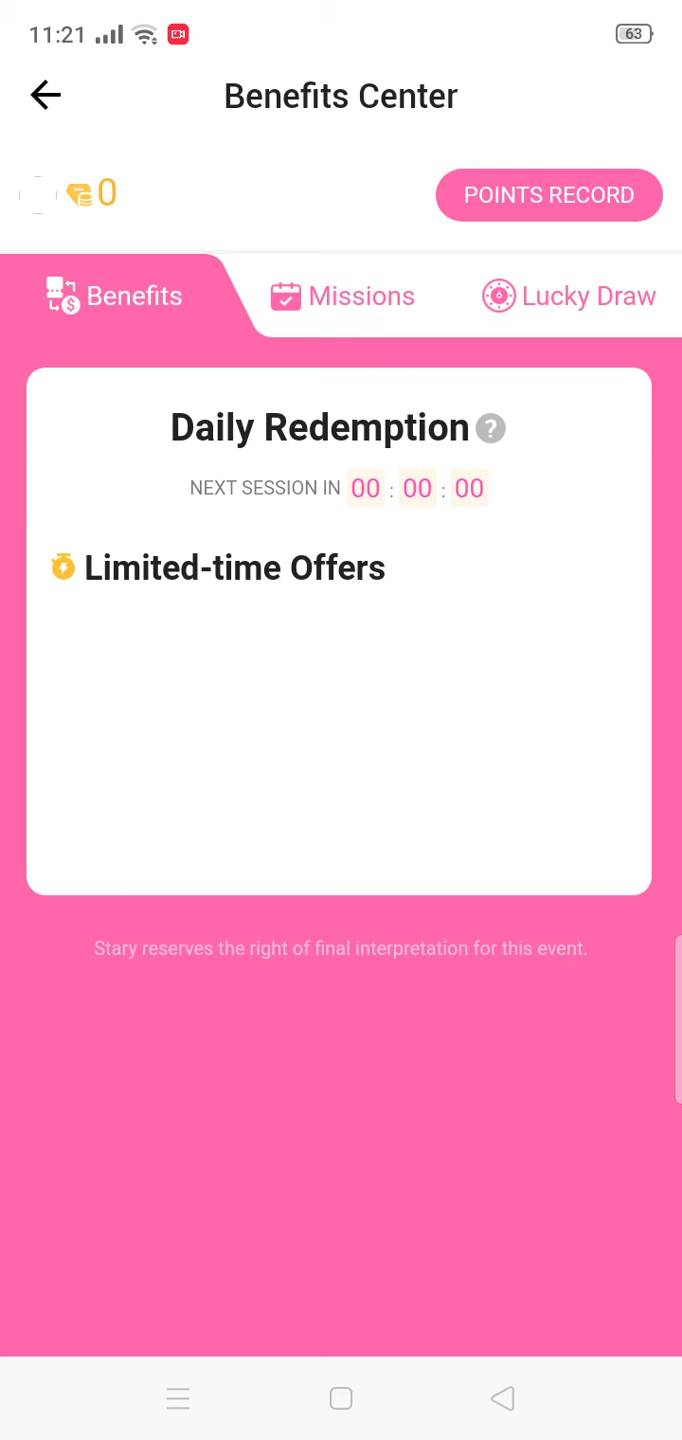 11:21
63
Benefits Center
0
POINTS RECORD
Benefits
Missions
Lucky Draw
Daily Redemption ?
NEXT SESSION IN 00 : 00 : 00
Limited-time Offers
Stary reserves the right of final interpretation for this event.